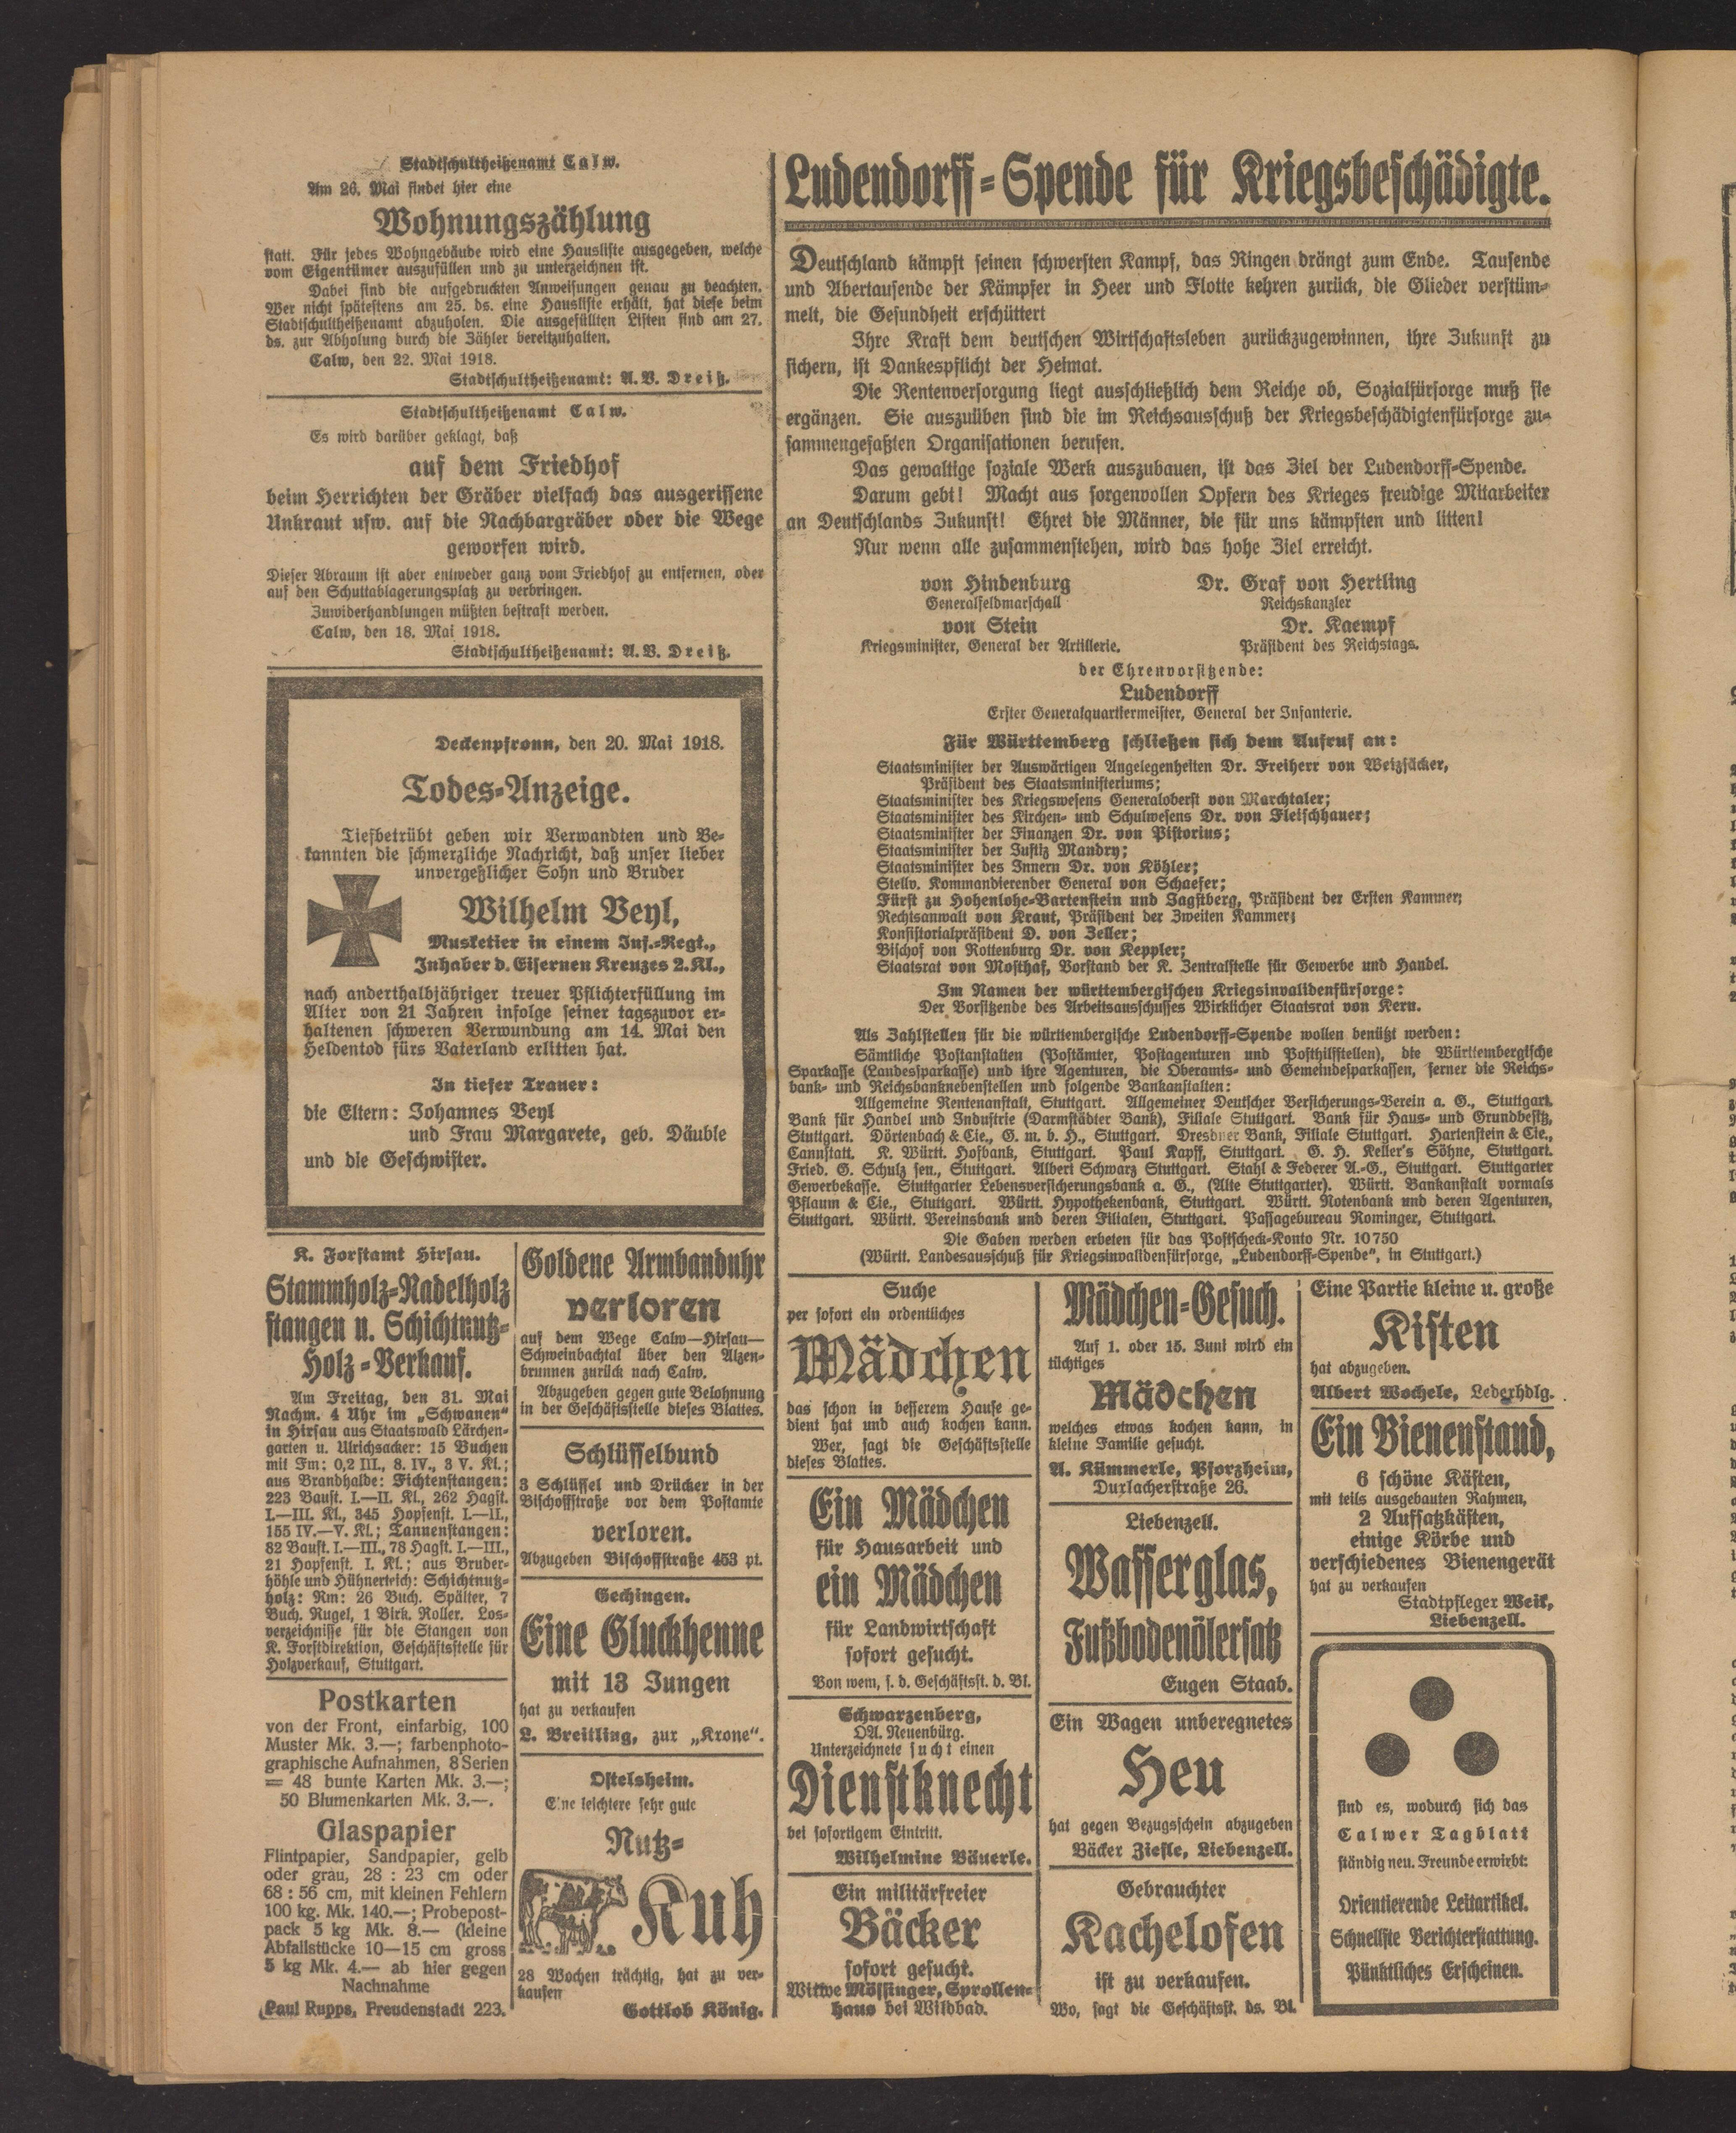 Stadtschultheißenamt Calw.
Am 26. Mai findet hier eine
Wohnungszählung
statt. Für jedes Wohngebäude wird eine Hausliste ausgegeben, welche
vom Eigentümer auszufüllen und zu unterzeichnen ist.
Dabei sind die aufgedruckten Anweisungen genau zu beachten.
Wer nicht spätestens am 25. ds. eine Hausliste erhält, hat diese beim
Stadtschultheißenamt abzuholen. Die ausgefüllten Listen sind am 27.
ds. zur Abholung durch die Zähler bereitzuhalten.
Calw, den 22. Mai 1918.
Stadtschultheißenamt: A. V. Dreiß.
Stadtschultheißenamt Calw.
Es wird darüber geklagt, daß
auf dem Friedhof
beim Herrichten der Gräber vielfach das ausgerissene
Unkraut usw. auf die Nachbargräber oder die Wege
geworfen wird.
Dieser Abraum ist aber entweder ganz vom Friedhof zu entfernen, oder
auf den Schuttablagerungsplatz zu verbringen.
Zuwiderhandlungen müßten bestraft werden.
Calw, den 18. Mai 1918.
Stadtschultheißenamt: A. V. Dreiß.
Deckenpfronn, den 20. Mai 1918.
Todes-Anzeige.
Tiefbetrübt geben wir Verwandten und Be-
kannten die schmerzliche Nachricht, daß unser lieber
unvergeßlicher Sohn und Bruder
Wilhelm Veyl,
Musketier in einem Inf.-Regt.,
Inhaber d. Eisernen Kreuzes 2. Kl.,
nach anderthalbjähriger treuer Pflichterfüllung im
Alter von 21 Jahren infolge seiner tagszuvor er-
haltenen schweren Verwundung am 14. Mai den
Heldentod fürs Vaterland erlitten hat.
In tiefer Trauer:
die Eltern: Johannes Veyl
und Frau Margarete, geb. Däuble
und die Geschwister.
K. Forstamt Hirsau.
Stammholz-Nadelholz
stangen u. Schichtnutz-
Holz-Verkauf.
Am Freitag, den 31. Mai
Nachm. 4 Uhr im „Schwanen“
in Hirsau aus Staatswald Lärchen-
garten u. Ulrichsacker: 15 Buchen
mit Fm: 0,2 III., 8. IV., 3 V. Kl.;
aus Brandhalde: Fichtenstangen:
223 Baust. I.—II. Kl., 262 Hagst.
I.—III. Kl., 345 Hopfenst. I.—II.,
155 IV.—V. Kl.; Tannenstangen:
82 Baust. I.—III., 78 Hagst. I.—III.,
21 Hopfenst. I. Kl.; aus Bruder-
höhle und Hühnerteich: Schichtnutz-
holz: Rm: 26 Buch. Spälter, 7
Buch. Rugel, 1 Birk. Roller. Los-
verzeichnisse für die Stangen von
K. Forstdirektion, Geschäftsstelle für
Holzverkauf, Stuttgart.
Postkarten
von der Front, einfarbig, 100
Muster Mk. 3.—; farbenphoto-
graphische Aufnahmen, 8 Serien
= 48 bunte Karten Mk. 3.—;
50 Blumenkarten Mk. 3.—.
Glaspapier
Flintpapier, Sandpapier, gelb
oder grau, 28 : 23 cm oder
68 : 56 cm, mit kleinen Fehlern
100 kg. Mk. 140.—; Probepost-
pack 5 kg Mk. 8.— (kleine
Abfallstücke 10—15 cm gross
5 kg Mk. 4.— ab hier gegen
Nachnahme
Paul Rupps, Freudenstadt 223.
Goldene Armbanduhr
verloren
auf dem Wege Calw—Hirsau—
Schweinbachtal über den Alzen-
brunnen zurück nach Calw.
Abzugeben gegen gute Belohnung
in der Geschäftsstelle dieses Blattes.
Schlüsselbund
3 Schlüssel und Drücker in der
Bischoffstraße vor dem Postamte
verloren.
Abzugeben Bischoffstraße 453 pt.
Gechingen.
Eine Gluckhenne
mit 13 Jungen
hat zu verkaufen
L. Breitling, zur „Krone“.
Ostelsheim.
Eine leichtere sehr gute
Nutz-
Kuh
28 Wochen trächtig, hat zu ver-
kaufen
Gottlob König.
Ludendorff-Spende für Kriegsbeschädigte.
Deutschland kämpft seinen schwersten Kampf, das Ringen drängt zum Ende. Tausende
und Abertausende der Kämpfer in Heer und Flotte kehren zurück, die Glieder verstüm-
melt, die Gesundheit erschüttert
Ihre Kraft dem deutschen Wirtschaftsleben zurückzugewinnen, ihre Zukunft zu
sichern, ist Dankespflicht der Heimat.
Die Rentenversorgung liegt ausschließlich dem Reiche ob, Sozialfürsorge muß sie
ergänzen. Sie auszuüben sind die im Reichsausschuß der Kriegsbeschädigtenfürsorge zu-
sammengefaßten Organisationen berufen.
Das gewaltige soziale Werk auszubauen, ist das Ziel der Ludendorff-Spende.
Darum gebt! Macht aus sorgenvollen Opfern des Krieges freudige Mitarbeiter
an Deutschlands Zukunft! Ehret die Männer, die für uns kämpften und litten!
Nur wenn alle zusammenstehen, wird das hohe Ziel erreicht.
von Hindenburg
Generalfeldmarschall
Dr. Graf von Hertling
Reichskanzler
von Stein
Kriegsminister, General der Artillerie.
Dr. Kaempf
Präsident des Reichstags.
der Ehrenvorsitzende:
Ludendorff
Erster Generalquartiermeister, General der Infanterie.
Für Württemberg schließen sich dem Aufruf an:
Staatsminister der Auswärtigen Angelegenheiten Dr. Freiherr von Weizsäcker,
Präsident des Staatsministeriums;
Staatsminister des Kriegswesens Generaloberst von Marchtaler;
Staatsminister des Kirchen- und Schulwesens Dr. von Fleischhauer;
Staatsminister der Finanzen Dr. von Pistorius;
Staatsminister der Justiz Mandry;
Staatsminister des Innern Dr. von Köhler;
Stellv. Kommandierender General von Schaefer;
Fürst zu Hohenlohe-Bartenstein und Jagstberg, Präsident der Ersten Kammer;
Rechtsanwalt von Kraut, Präsident der Zweiten Kammer;
Konsistorialpräsident D. von Zeller;
Bischof von Rottenburg Dr. von Keppler;
Staatsrat von Mosthaf, Vorstand der K. Zentralstelle für Gewerbe und Handel.
Im Namen der württembergischen Kriegsinvalidenfürsorge:
Der Vorsitzende des Arbeitsausschusses Wirklicher Staatsrat von Kern.
Als Zahlstellen für die württembergische Ludendorff-Spende wollen benützt werden:
Sämtliche Postanstalten (Postämter, Postagenturen und Posthilfstellen), die Württembergische
Sparkasse (Landessparkasse) und ihre Agenturen, die Oberamts- und Gemeindesparkassen, ferner die Reichs-
bank- und Reichsbanknebenstellen und folgende Bankanstalten:
Allgemeine Rentenanstalt, Stuttgart. Allgemeiner Deutscher Versicherungs-Verein a. G., Stuttgart.
Bank für Handel und Industrie (Darmstädter Bank), Filiale Stuttgart. Bank für Haus- und Grundbesitz,
Stuttgart. Dörtenbach & Cie., G. m. b. H., Stuttgart. Dresdner Bank, Filiale Stuttgart. Hartenstein & Cie.,
Cannstatt. K. Württ. Hofbank, Stuttgart. Paul Kapff, Stuttgart. G. H. Keller's Söhne, Stuttgart.
Fried. G. Schulz sen., Stuttgart. Albert Schwarz Stuttgart. Stahl & Federer A.-G., Stuttgart. Stuttgarter
Gewerbekasse. Stuttgarter Lebensversicherungsbank a. G., (Alte Stuttgarter). Württ. Bankanstalt vormals
Pflaum & Cie., Stuttgart. Württ. Hypothekenbank, Stuttgart. Württ. Notenbank und deren Agenturen,
Stuttgart. Württ. Vereinsbank und deren Filialen, Stuttgart. Passagebureau Rominger, Stuttgart.
Die Gaben werden erbeten für das Postscheck-Konto Nr. 10750
(Württ. Landesausschuß für Kriegsinvalidenfürsorge, „Ludendorff-Spende“, in Stuttgart.)
Suche
per sofort ein ordentliches
Mädchen
das schon in besserem Hause ge-
dient hat und auch kochen kann.
Wer, sagt die Geschäftsstelle
dieses Blattes.
Ein Mädchen
für Hausarbeit und
ein Mädchen
für Landwirtschaft
sofort gesucht.
Von wem, s. d. Geschäftsst. d. Bl.
Schwarzenberg,
OA. Neuenbürg.
Unterzeichnete sucht einen
Dienstknecht
bei sofortigem Eintritt.
Wilhelmine Bäuerle.
Ein militärfreier
Bäcker
sofort gesucht.
Witwe Mössinger, Sprollen-
haus bei Wildbad.
Mädchen-Gesuch.
Auf 1. oder 15. Juni wird ein
tüchtiges
Mädchen
welches etwas kochen kann, in
kleine Familie gesucht.
A. Kümmerle, Pforzheim,
Durlacherstraße 26.
Liebenzell.
Wasserglas,
Fußbodenölersatz
Eugen Staab.
Ein Wagen unberegnetes
Heu
hat gegen Bezugsschein abzugeben
Bäcker Ziefle, Liebenzell.
Gebrauchter
Kachelofen
ist zu verkaufen.
Wo, sagt die Geschäftsst. ds. Bl.
Eine Partie kleine u. große
Kisten
hat abzugeben.
Albert Wochele, Lederhdlg.
Ein Bienenstand,
6 schöne Kästen,
mit teils ausgebauten Rahmen,
2 Auffatzkästen,
einige Körbe und
verschiedenes Bienengerät
hat zu verkaufen
Stadtpfleger Weik,
Liebenzell.
sind es, wodurch sich das
Calwer Tagblatt
ständig neu. Freunde erwirbt:
Orientierende Leitartikel.
Schnellste Berichterstattung.
Pünktliches Erscheinen.